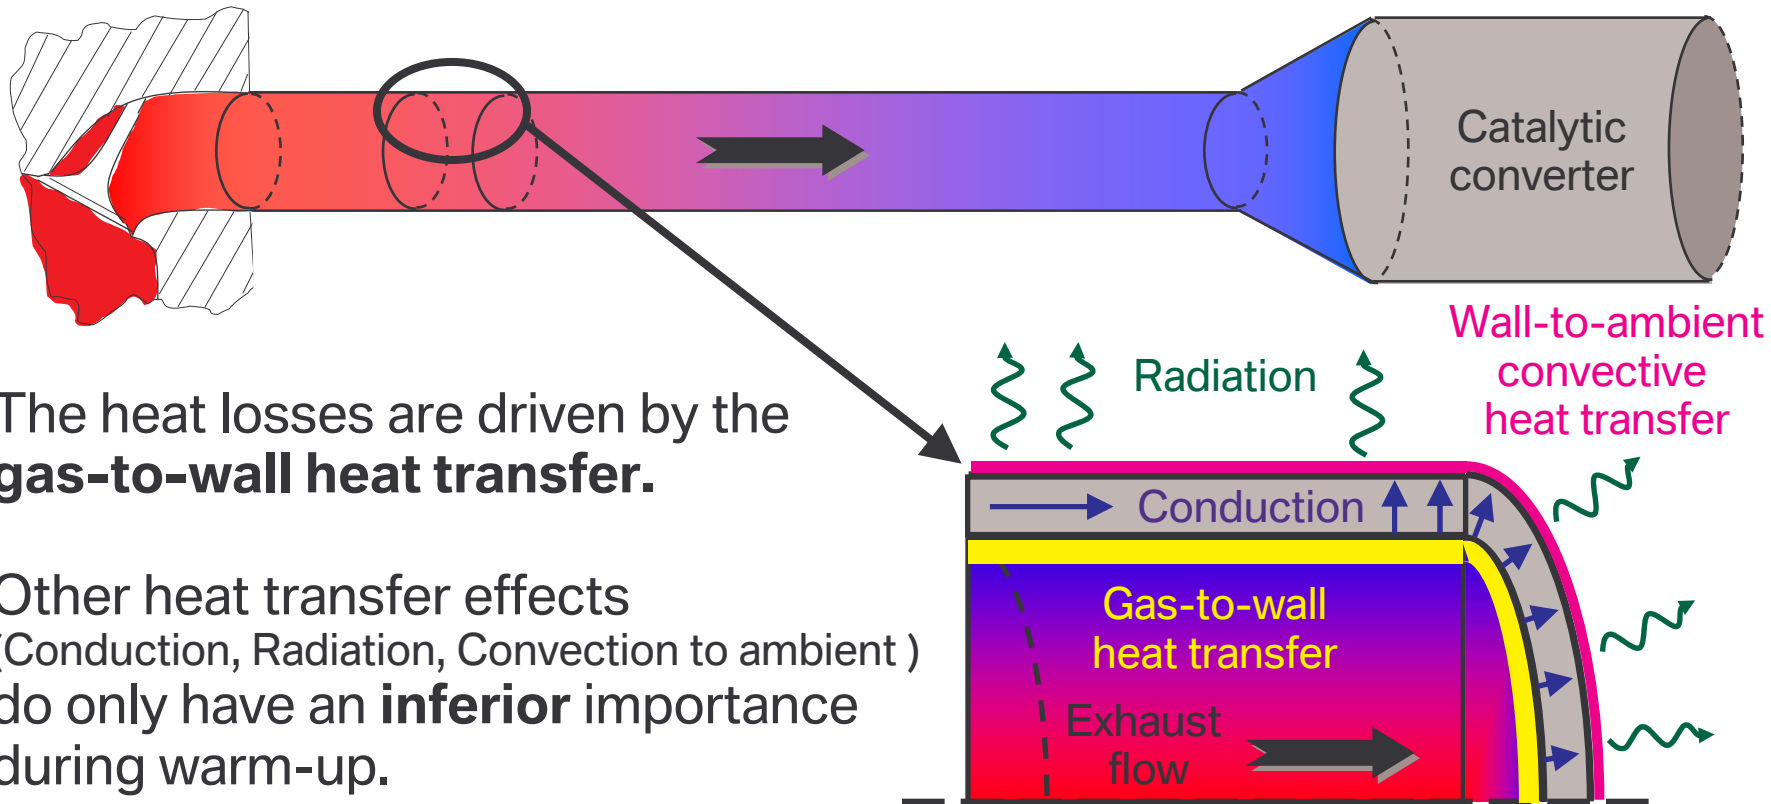 Catalytic
converter
Wall-to-ambient
convective
heat transfer
Radiation
The heat losses are driven by the
gas-to-wall heat transfer.
Conduction
Gas-to-wall
heat transfer
Other heat transfer effects
(Conduction, Radiation, Convection to ambient )
do only have an inferior importance
during warm-up.
Exhaust
flow